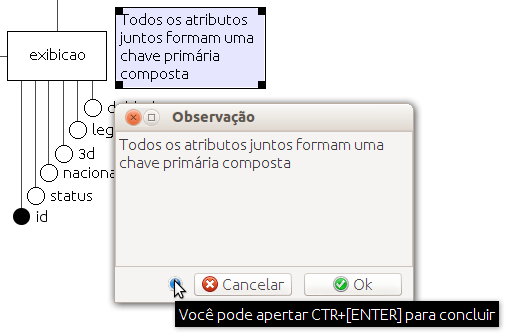 Todos os atributos
juntos formam uma
chave primária
composta
exibicao
Observação
Todos os atributos juntos formam uma
chave primária composta
leg
3d
naciona
status
id
Cancelar
Ok
Você pode apertar CTR+[ENTER] para concluir